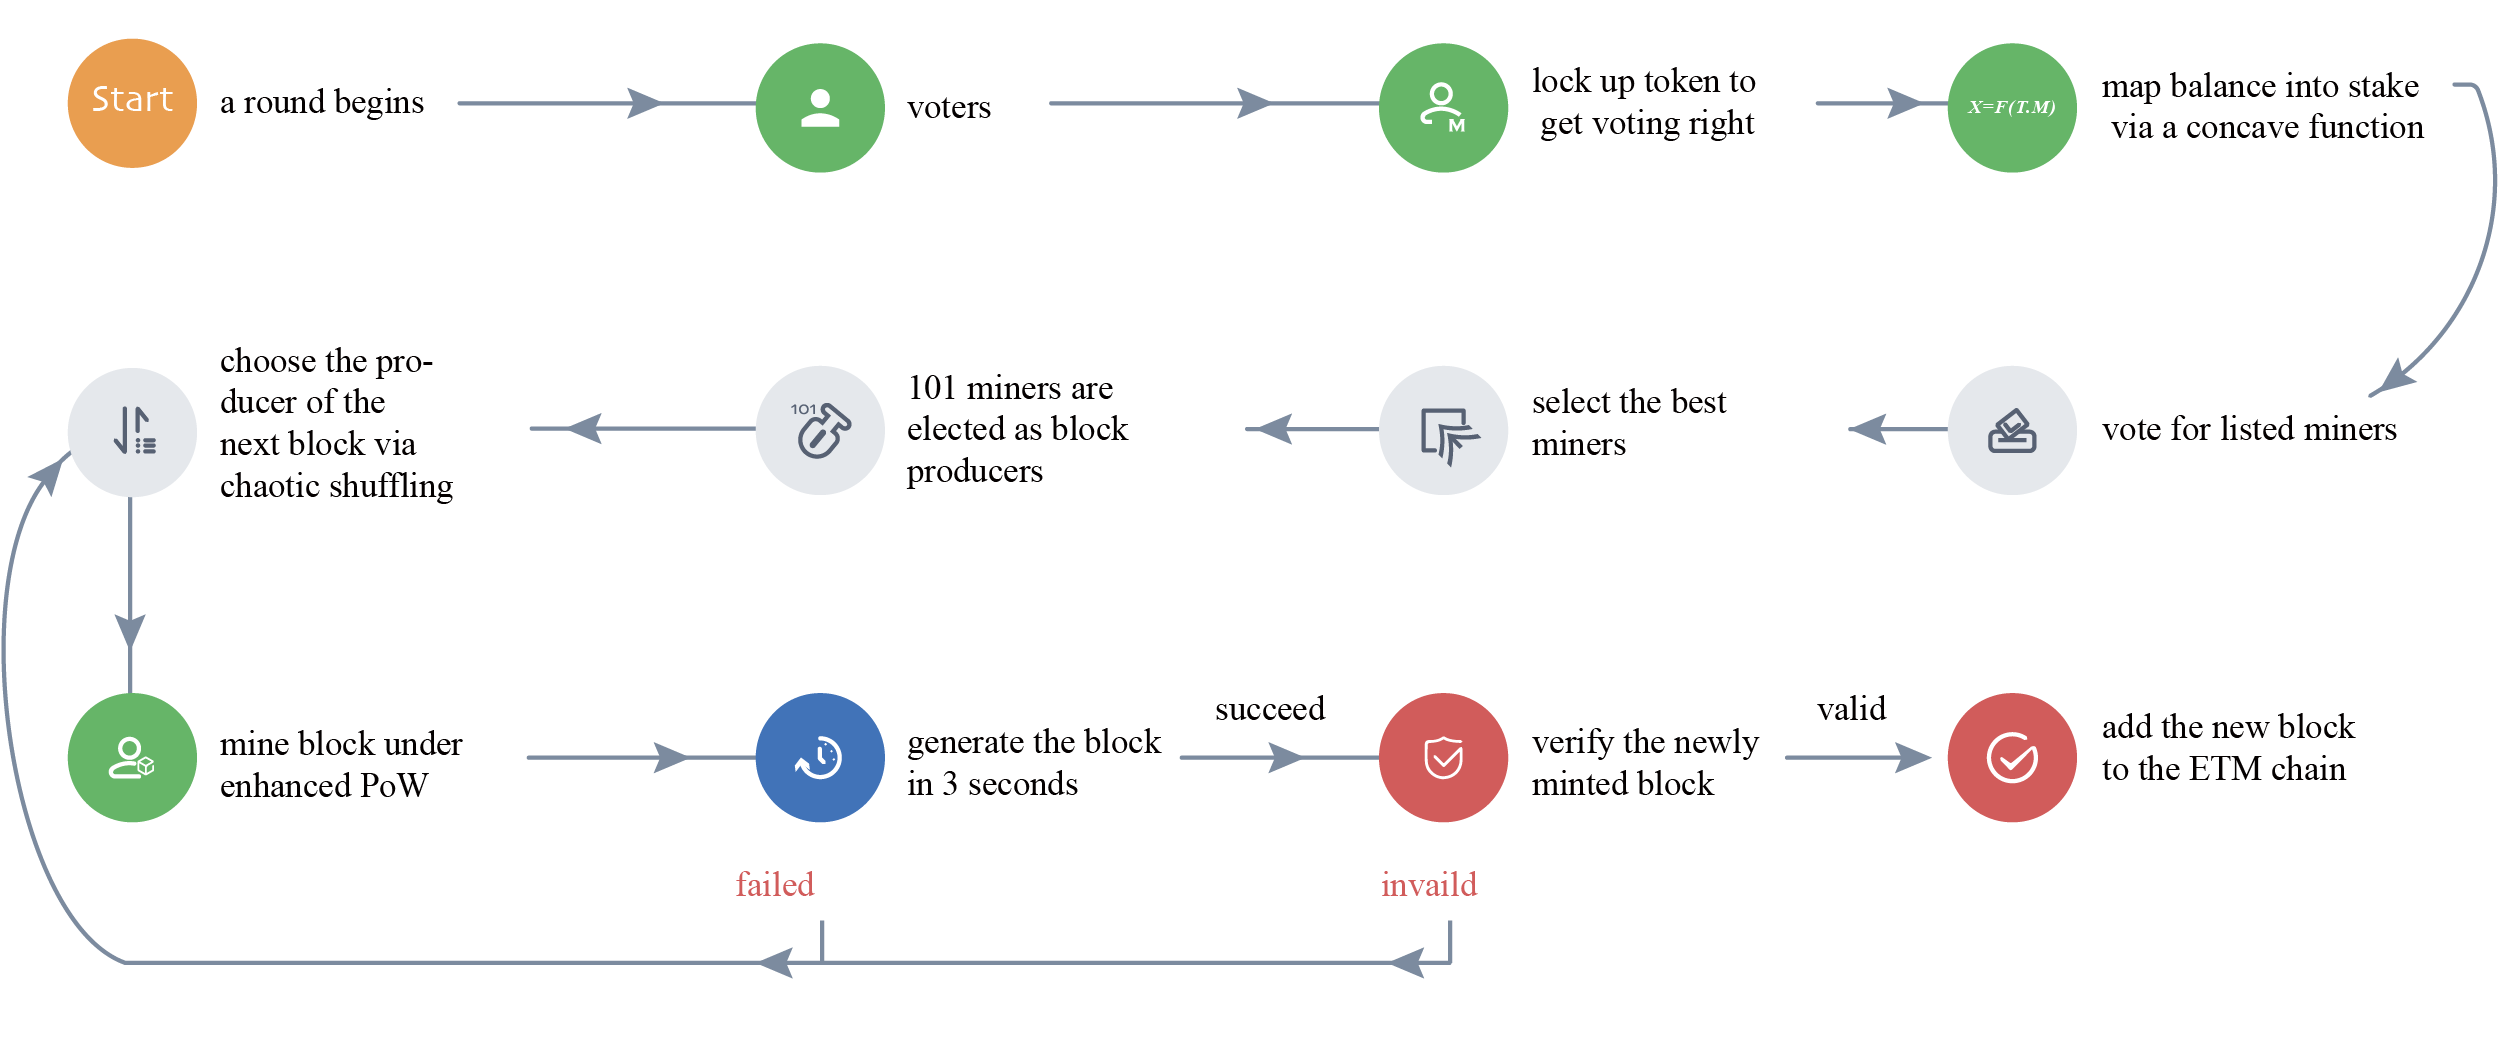 Start
a round begins
voters
M
lock up token to
get voting right
X=F(T.M)
map balance into stake
via a concave function
choose the pro-
ducer of the
next block via
chaotic shuffling
101
101 miners are
elected as block
producers
select the best
miners
vote for listed miners
mine block under
enhanced PoW
generate the block
in 3 seconds
succeed
verify the newly
minted block
valid
add the new block
to the ETM chain
failed
invaild